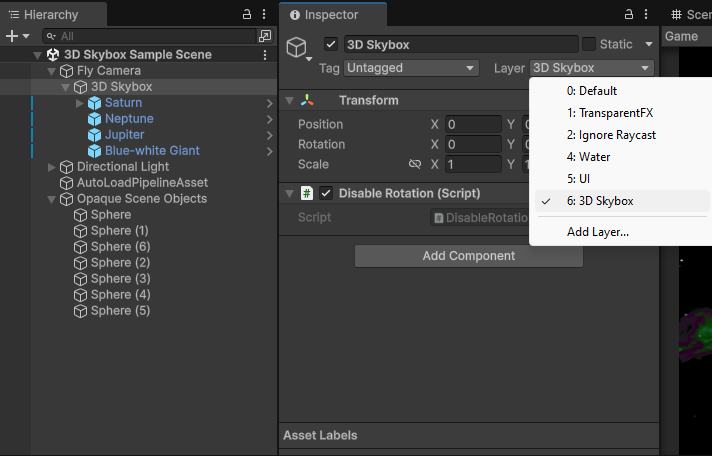 Hierarchy
All
3D Skybox Sample Scene
Fly Camera
3D Skybox
Saturn
Neptune
Jupiter
Blue-white Giant
Directional Light
AutoLoadPipelineAsset
Opaque Scene Objects
Sphere
Sphere (1)
Sphere (6)
Sphere (2)
Sphere (3)
Sphere (4)
Sphere (5)
Inspector
3D Skybox Static
Tag Untagged Layer 3D Skybox
Transform
Position X 0 Y
Rotation X 0 Y
Scale X 1 Y
# Disable Rotation (Script)
Script DisableRotation
Add Component
Asset Labels
0: Default
1: TransparentFX
2: Ignore Raycast
4: Water
5: UI
6: 3D Skybox
Add Layer...
# Scen
Game